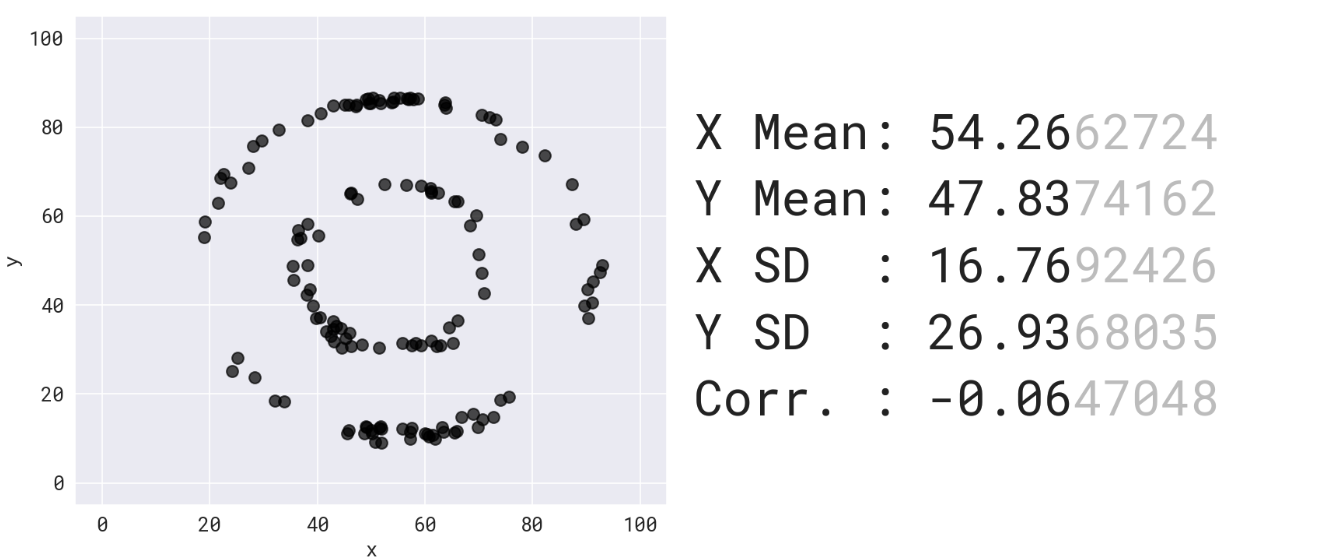 100
80
60
40
20
0
y
0 20 40 60 80 100
x
X Mean: 54.2662724
Y Mean: 47.8374162
X SD  : 16.7692426
Y SD  : 26.9368035
Corr. : -0.0647048